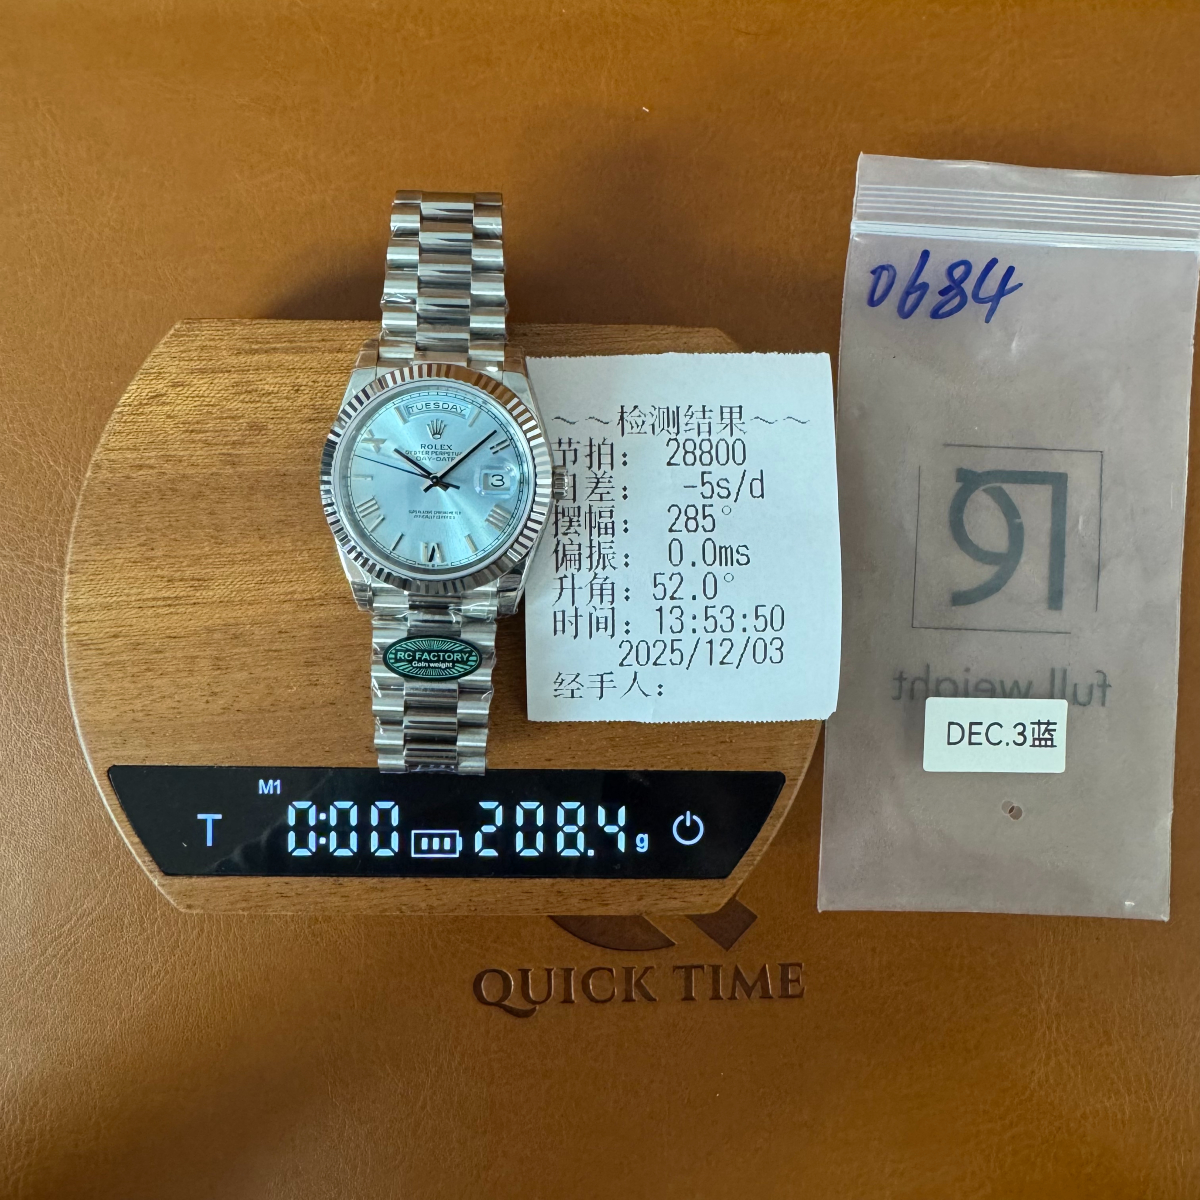 TUESDAY
ROLEX
OYSTER PERPETUAL
DAY-DATE
3
RC FACTORY
Gain weight
~~检测结果~~
节拍: 28800
日差: -5s/d
摆幅: 285°
偏振: 0.0ms
升角: 52.0°
时间: 13:53:50
2025/12/03
经手人:
0684
full weight
DEC.3蓝
M1
T 0:00 208.4g
QUICK TIME